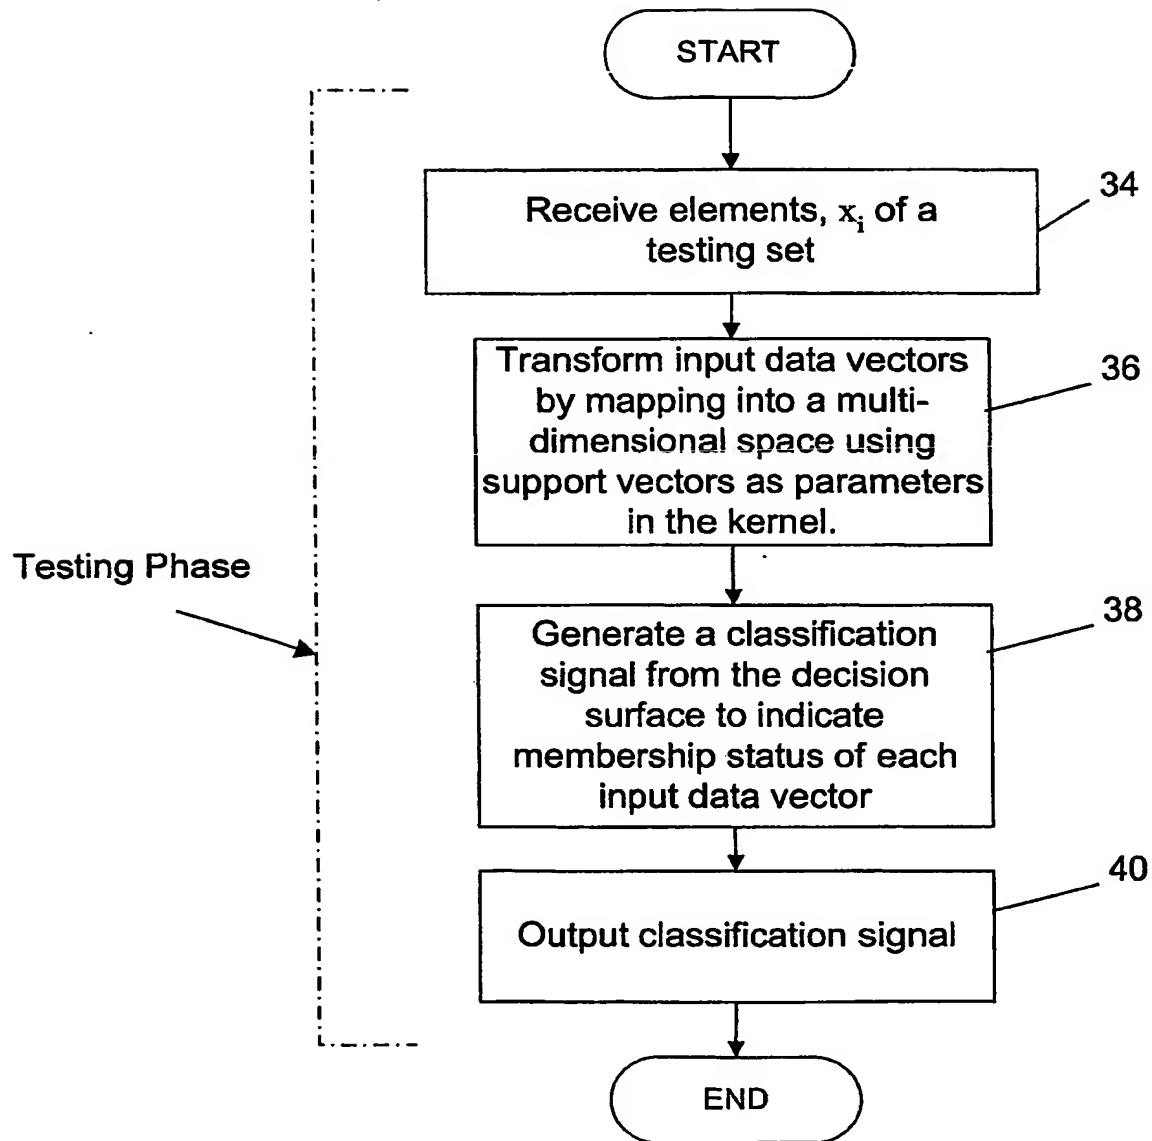 START
Receive elements, xi of a
testing set
34
Transform input data vectors
by mapping into a multi-
dimensional space using
support vectors as parameters
in the kernel.
36
Testing Phase
Generate a classification
signal from the decision
surface to indicate
membership status of each
input data vector
38
Output classification signal
40
END